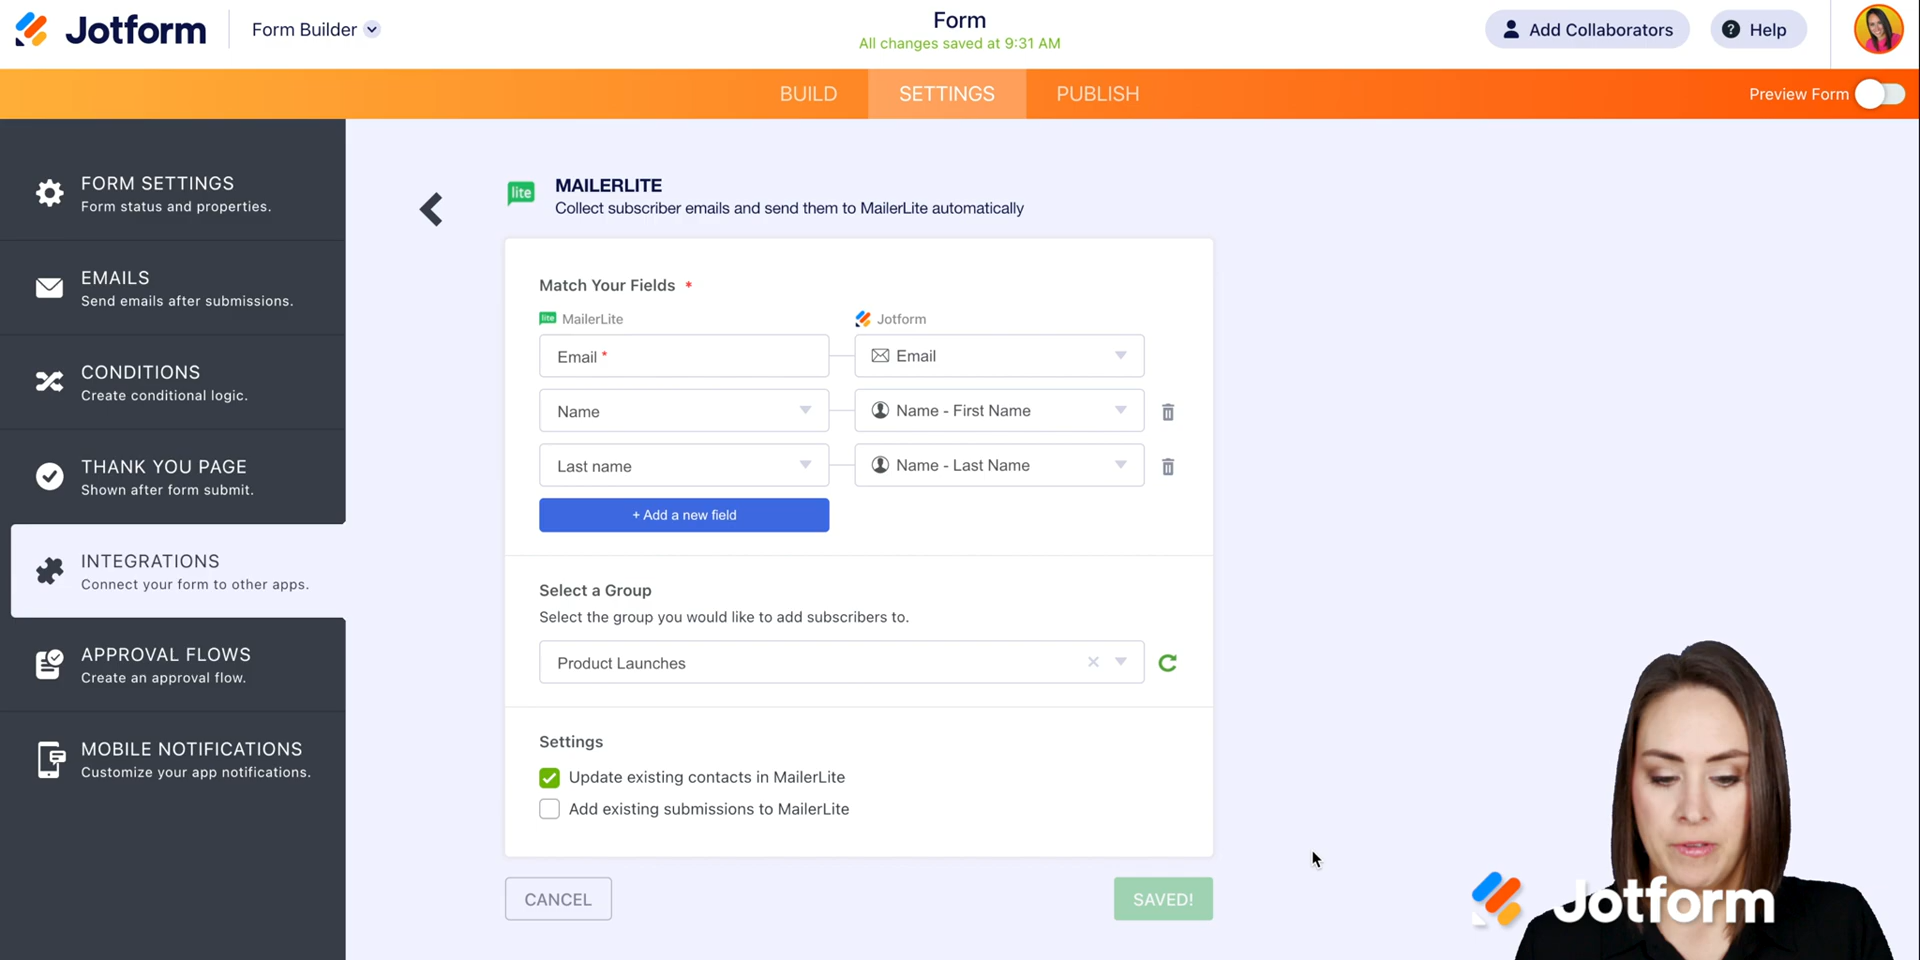 Jotform
Form Builder
Form
All changes saved at 9:31 AM
Add Collaborators
? Help
BUILD
SETTINGS
PUBLISH
Preview Form
FORM SETTINGS
Form status and properties.
EMAILS
Send emails after submissions.
CONDITIONS
Create conditional logic.
THANK YOU PAGE
Shown after form submit.
INTEGRATIONS
Connect your form to other apps.
APPROVAL FLOWS
Create an approval flow.
MOBILE NOTIFICATIONS
Customize your app notifications.
lite
MAILERLITE
Collect subscriber emails and send them to MailerLite automatically
Match Your Fields *
lite MailerLite
Jotform
Email *
Email
Name
Name - First Name
Last name
Name - Last Name
+ Add a new field
Select a Group
Select the group you would like to add subscribers to.
Product Launches
Settings
Update existing contacts in MailerLite
Add existing submissions to MailerLite
CANCEL
SAVED!
Jotform